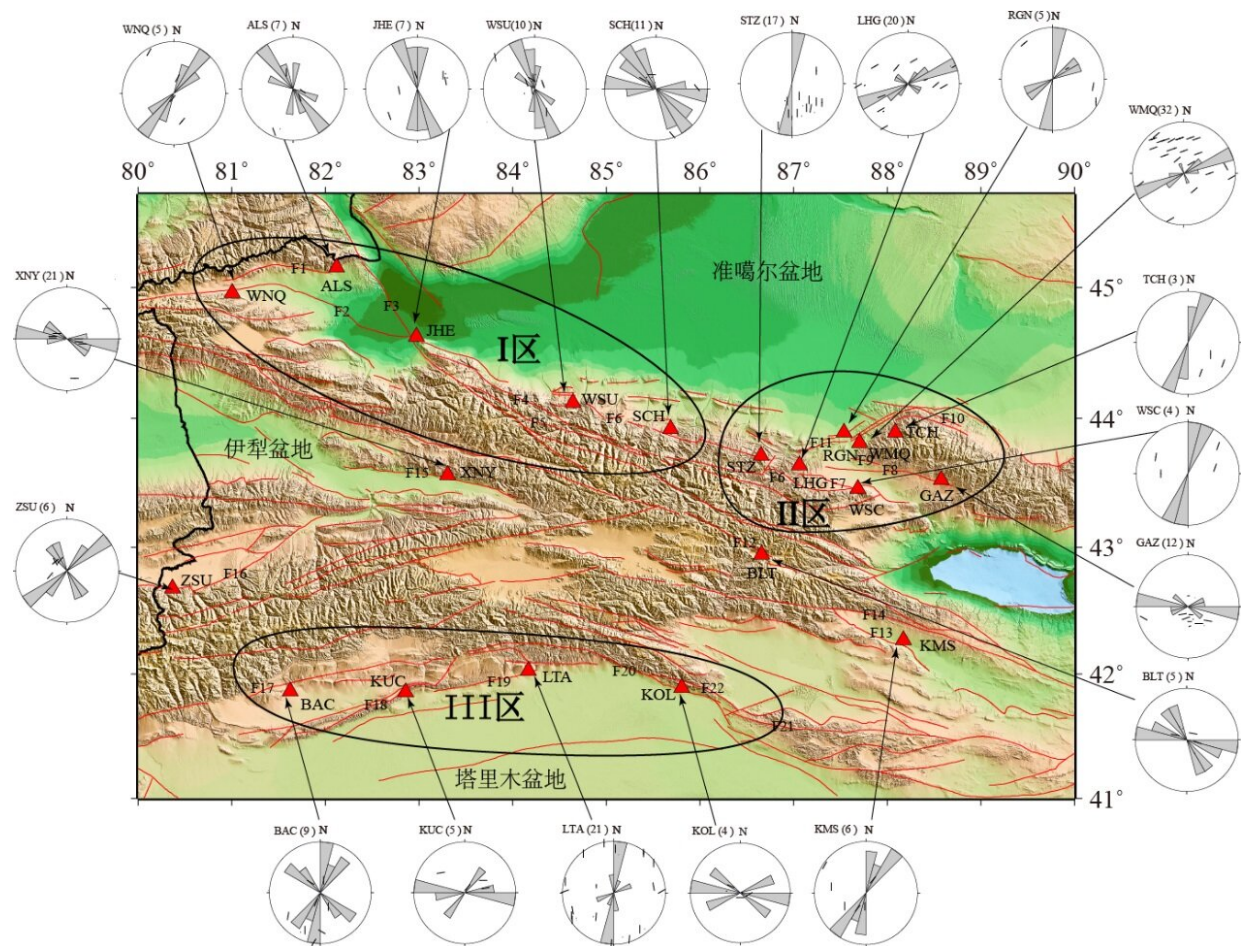 WNQ (5) N
ALS (7) N
JHE (7) N
WSU(10) N
SCH(11) N
STZ (17) N
LHG (20) N
RGN (5) N
WMQ(32) N
80° 81° 82° 83° 84° 85° 86° 87° 88° 89° 90°
XNY (21) N
TCH (3) N
WSC (4) N
ZSU (6) N
GAZ (12) N
BLT (5) N
45°
44°
43°
42°
41°
准噶尔盆地
F1
ALS
WNQ
F2
F3
JHE
I区
F4
WSU
F5
F6
SCH
F10
F11
TCH
RGN
WMQ
F9
STZ
F6
LHG
F7
F8
GAZ
WSC
II区
伊犁盆地
F15
XNY
F12
BLT
ZSU
F16
F14
F13
KMS
F17
BAC
KUC
F18
F19
LTA
F20
KOL
F22
F21
III区
塔里木盆地
BAC (9) N
KUC (5) N
LTA (21) N
KOL (4) N
KMS (6) N